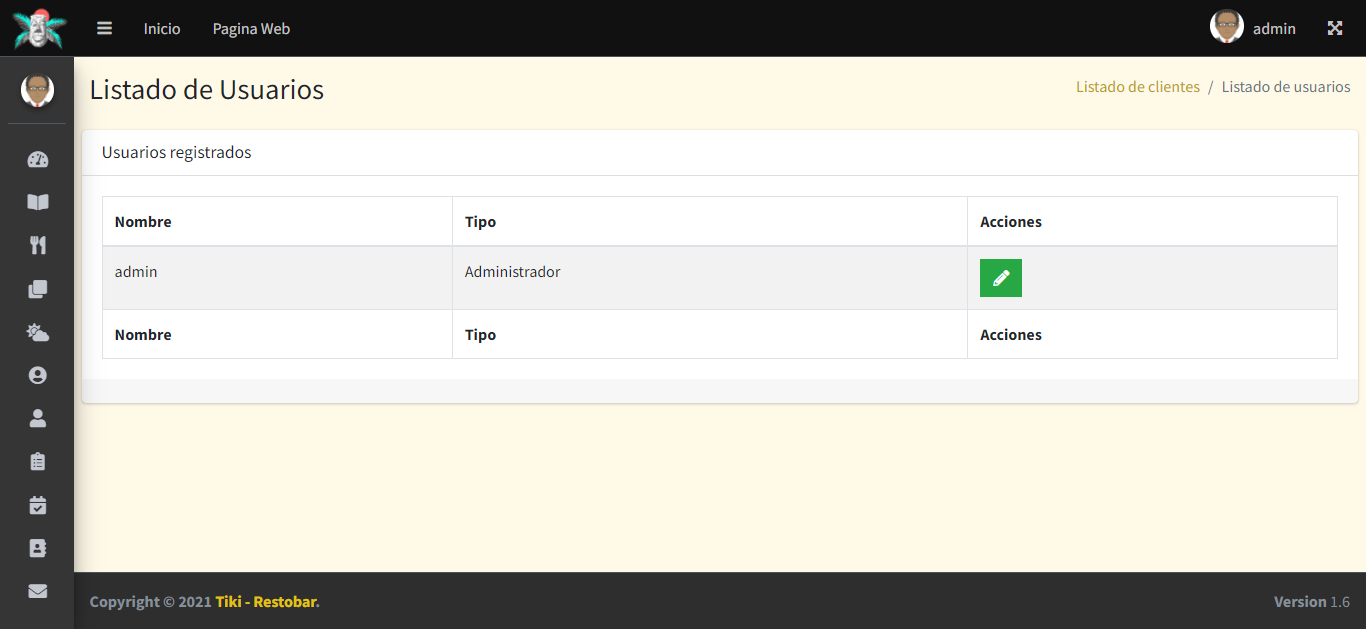 Inicio Pagina Web admin
Listado de Usuarios
Listado de clientes / Listado de usuarios
Usuarios registrados
Nombre Tipo Acciones
admin Administrador
Nombre Tipo Acciones
Copyright © 2021 Tiki - Restobar.
Version 1.6